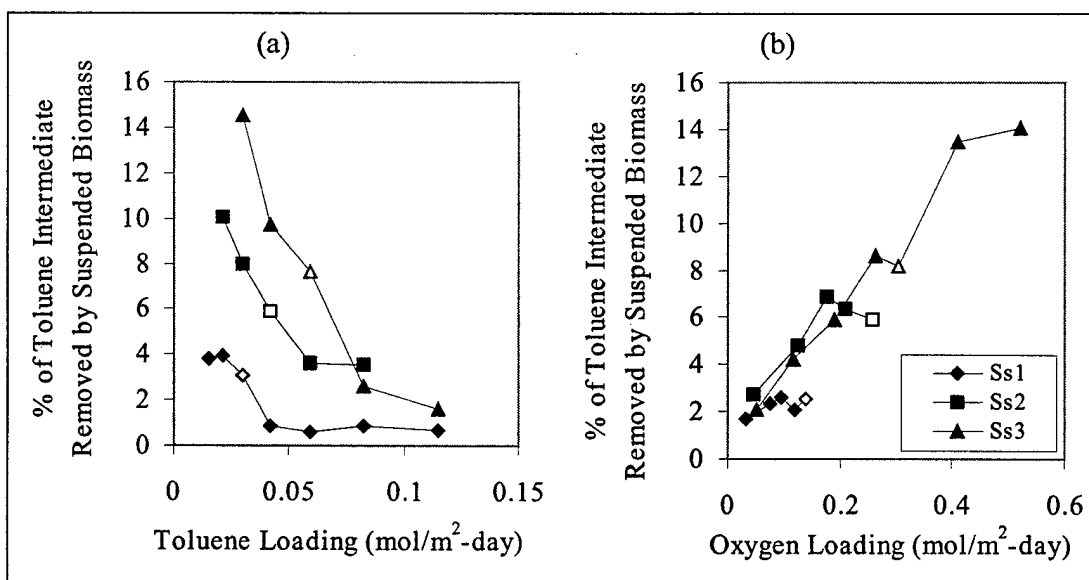 (a)
% of Toluene Intermediate
Removed by Suspended Biomass
16
14
12
10
8
6
4
2
0
0
0.05
0.1
0.15
Toluene Loading (mol/m²-day)
(b)
% of Toluene Intermediate
Removed by Suspended Biomass
16
14
12
10
8
6
4
2
0
0
0.2
0.4
0.6
Oxygen Loading (mol/m²-day)
Ss1
Ss2
Ss3